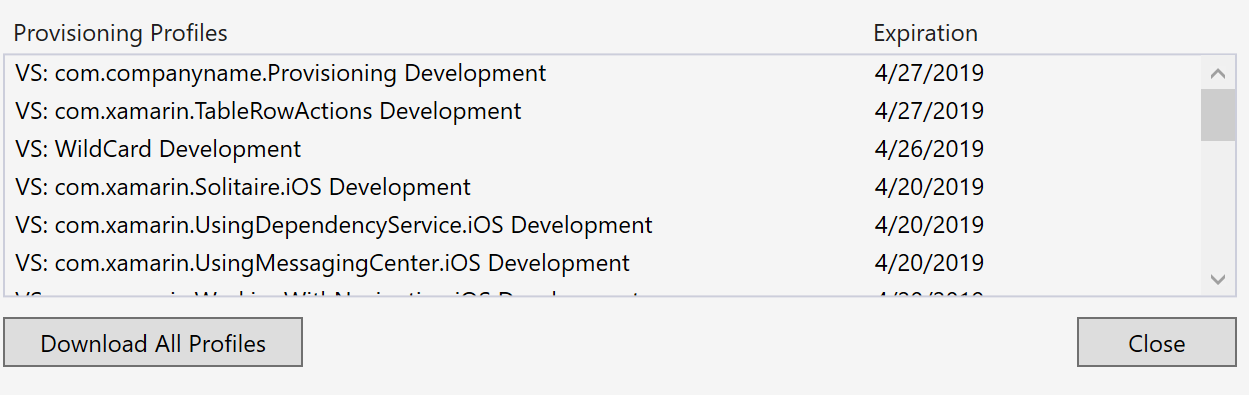 Provisioning Profiles Expiration
VS: com.companyname.Provisioning Development 4/27/2019
VS: com.xamarin.TableRowActions Development 4/27/2019
VS: WildCard Development 4/26/2019
VS: com.xamarin.Solitaire.iOS Development 4/20/2019
VS: com.xamarin.UsingDependencyService.iOS Development 4/20/2019
VS: com.xamarin.UsingMessagingCenter.iOS Development 4/20/2019
Download All Profiles Close